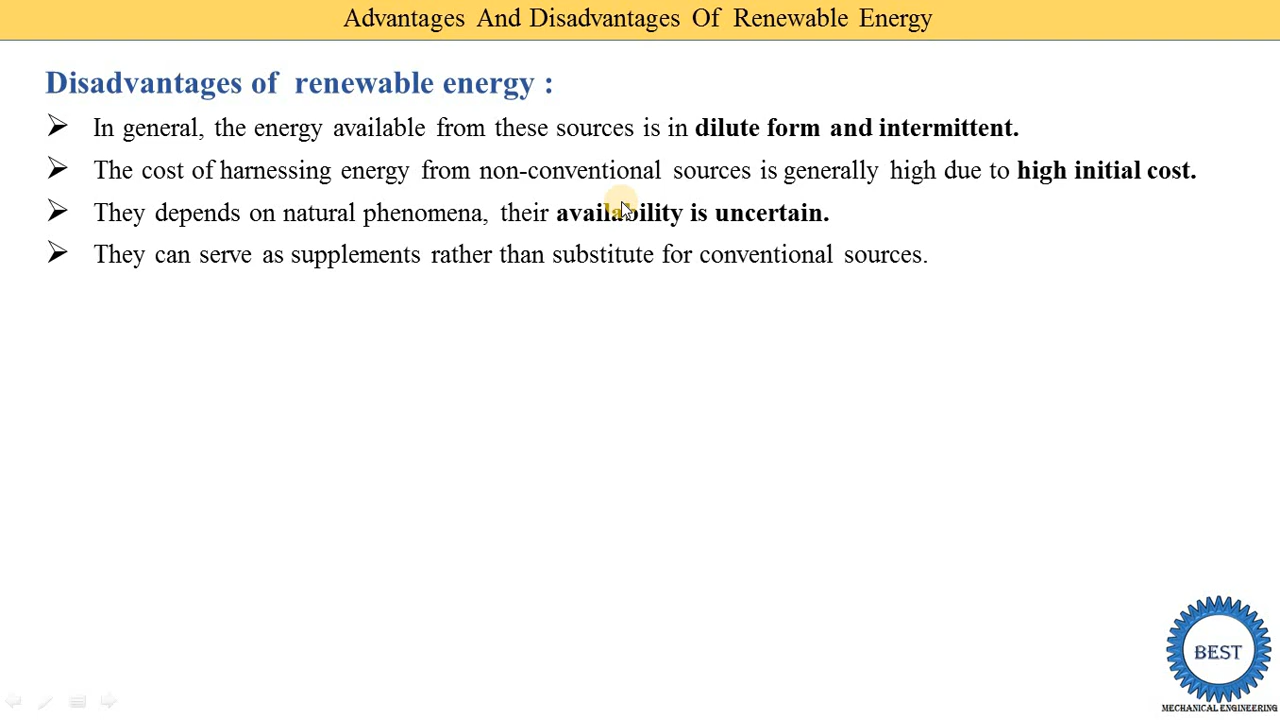 Advantages And Disadvantages Of Renewable Energy
Disadvantages of renewable energy :
➢ In general, the energy available from these sources is in dilute form and intermittent.
➢ The cost of harnessing energy from non-conventional sources is generally high due to high initial cost.
➢ They depends on natural phenomena, their availability is uncertain.
➢ They can serve as supplements rather than substitute for conventional sources.
BEST
MECHANICAL ENGINEERING